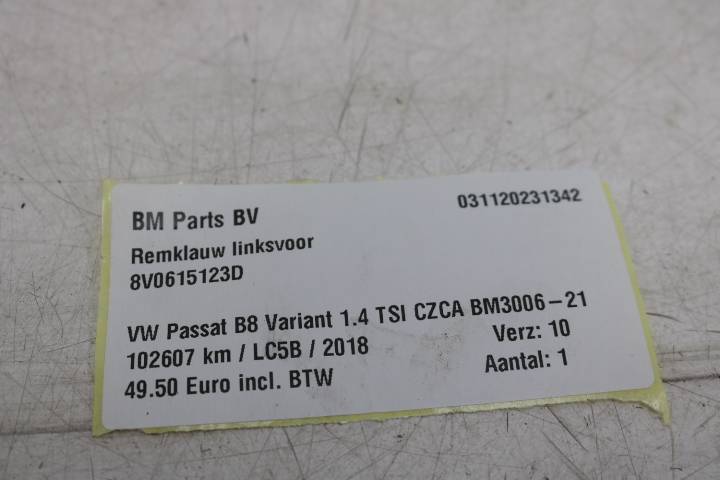 BM Parts BV 031120231342
Remklauw linksvoor
8V0615123D
VW Passat B8 Variant 1.4 TSI CZCA BM3006-21
102607 km / LC5B / 2018 Verz: 10
49.50 Euro incl. BTW Aantal: 1